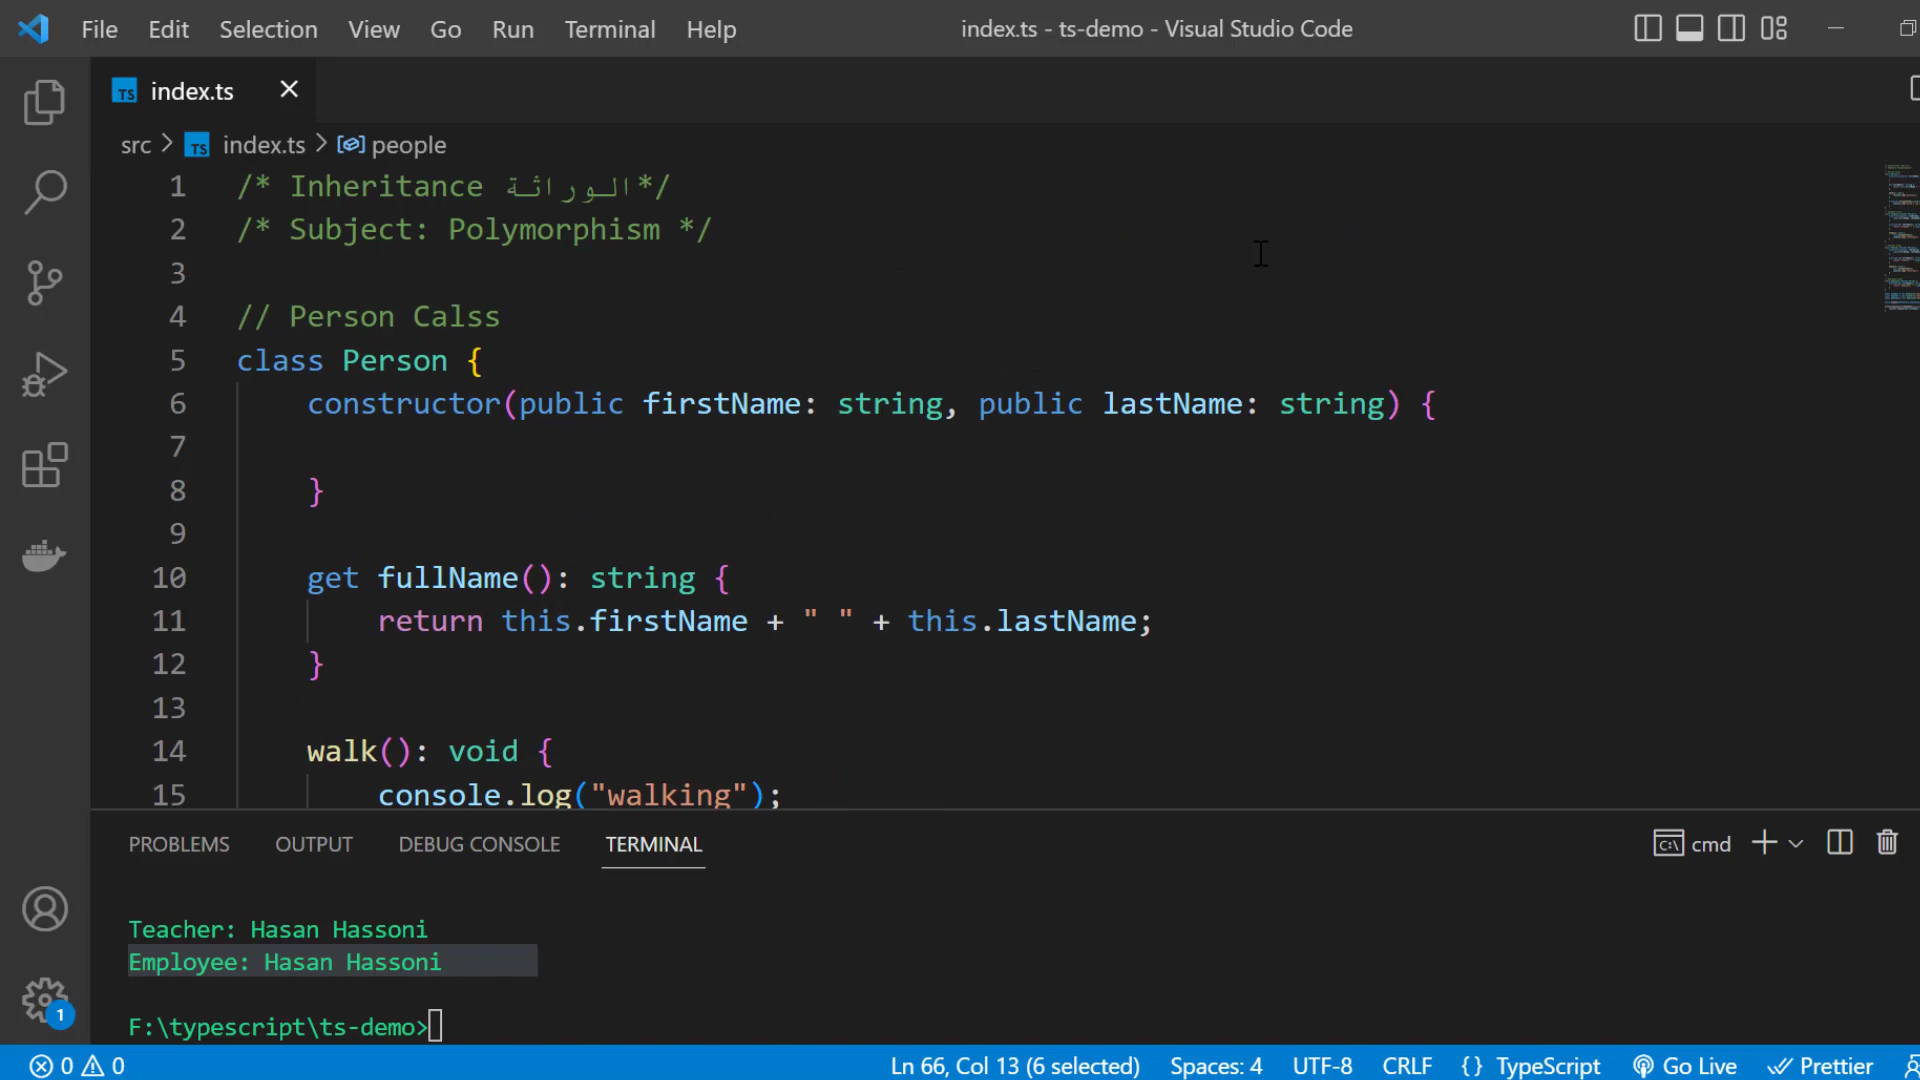 File Edit Selection View Go Run Terminal Help index.ts - ts-demo - Visual Studio Code
TS index.ts
src > TS index.ts > people
1 /* Inheritance الوراثة*/
2 /* Subject: Polymorphism */
3
4 // Person Calss
5 class Person {
6 constructor(public firstName: string, public lastName: string) {
7
8 }
9
10 get fullName(): string {
11 return this.firstName + " " + this.lastName;
12 }
13
14 walk(): void {
15 console.log("walking");
PROBLEMS OUTPUT DEBUG CONSOLE TERMINAL cmd
Teacher: Hasan Hassoni
Employee: Hasan Hassoni
F:\typescript\ts-demo>
1
0 0 Ln 66, Col 13 (6 selected) Spaces: 4 UTF-8 CRLF {} TypeScript Go Live Prettier